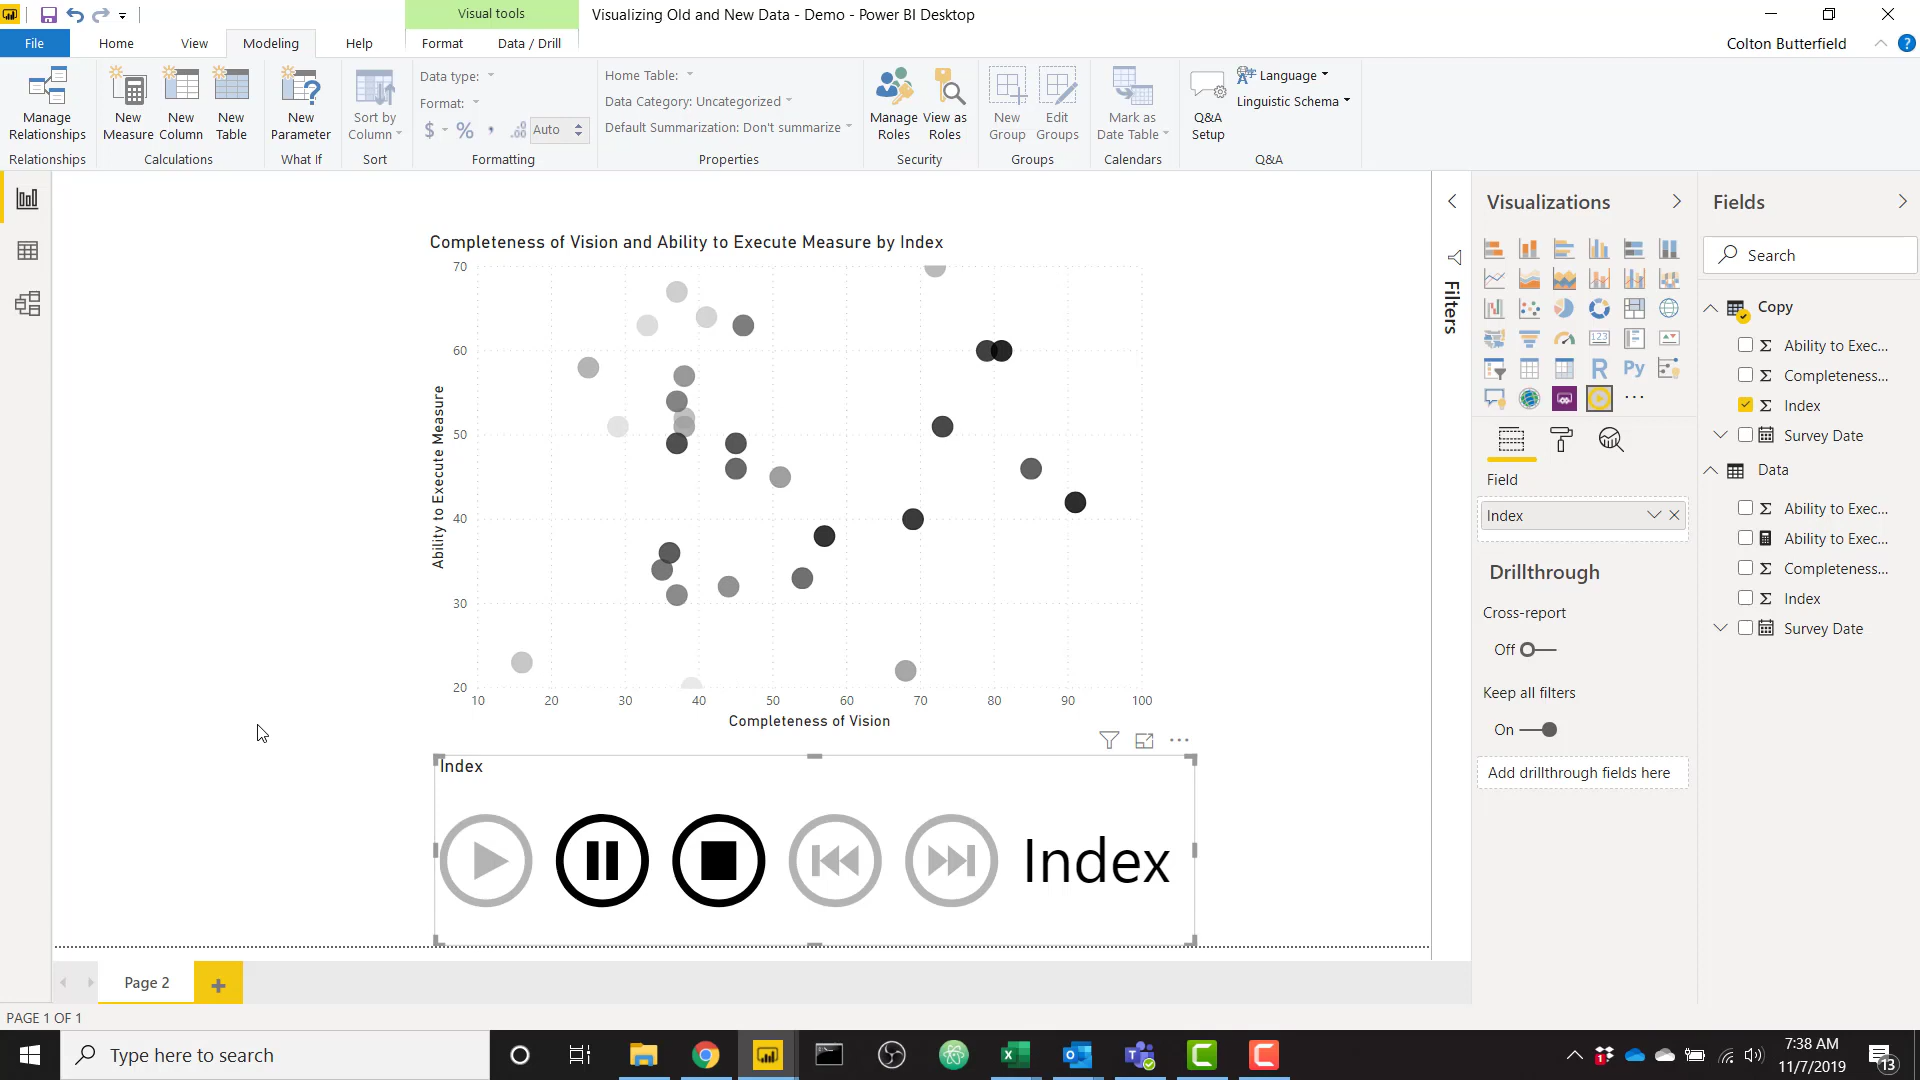 Visual tools
Visualizing Old and New Data - Demo - Power BI Desktop
File
Home
View
Modeling
Help
Format
Data / Drill
Colton Butterfield
Manage Relationships
New Measure
New Column
New Table
New Parameter
Sort by Column
Data type:
Format:
$ % , .00 Auto
Home Table:
Data Category: Uncategorized
Default Summarization: Don't summarize
Manage Roles
View as Roles
New Group
Edit Groups
Mark as Date Table
Q&A Setup
Language
Linguistic Schema
Relationships
Calculations
What If
Sort
Formatting
Properties
Security
Groups
Calendars
Q&A
Completeness of Vision and Ability to Execute Measure by Index
Ability to Execute Measure
70
60
50
40
30
20
10 20 30 40 50 60 70 80 90 100
Completeness of Vision
Index
Index
Filters
Visualizations
123
R
Py
Field
Index
Drillthrough
Cross-report
Off
Keep all filters
On
Add drillthrough fields here
Fields
Search
Copy
Ability to Exec...
Completeness...
Index
Survey Date
Data
Ability to Exec...
Ability to Exec...
Completeness...
Index
Survey Date
Page 2
PAGE 1 OF 1
Type here to search
7:38 AM
11/7/2019
13